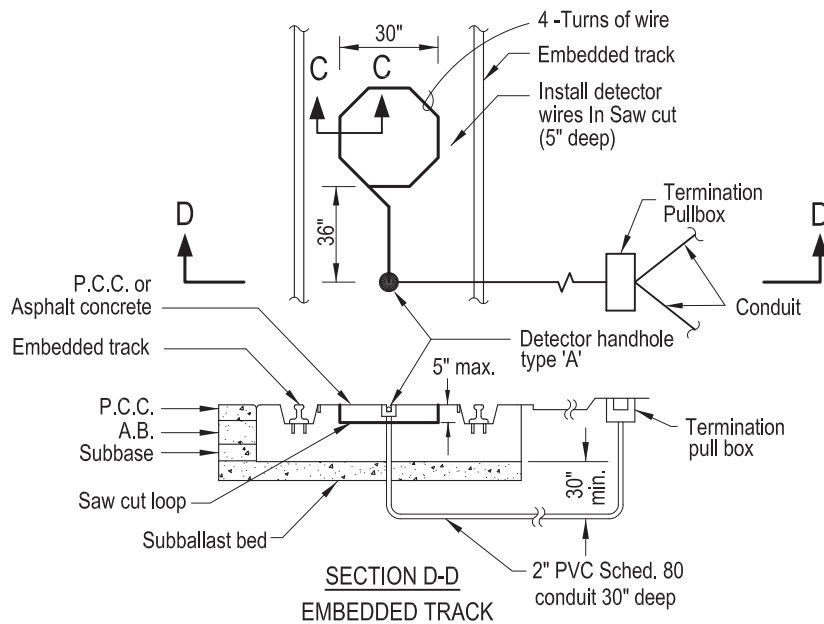 4 -Turns of wire
30"
Embedded track
C
C
Install detector
wires In Saw cut
(5" deep)
Termination
Pullbox
D
D
36"
P.C.C. or
Asphalt concrete
Conduit
Embedded track
Detector handhole
type 'A'
5" max.
P.C.C.
A.B.
Subbase
Termination
pull box
30"
min.
Saw cut loop
Subballast bed
2" PVC Sched. 80
conduit 30" deep
SECTION D-D
EMBEDDED TRACK